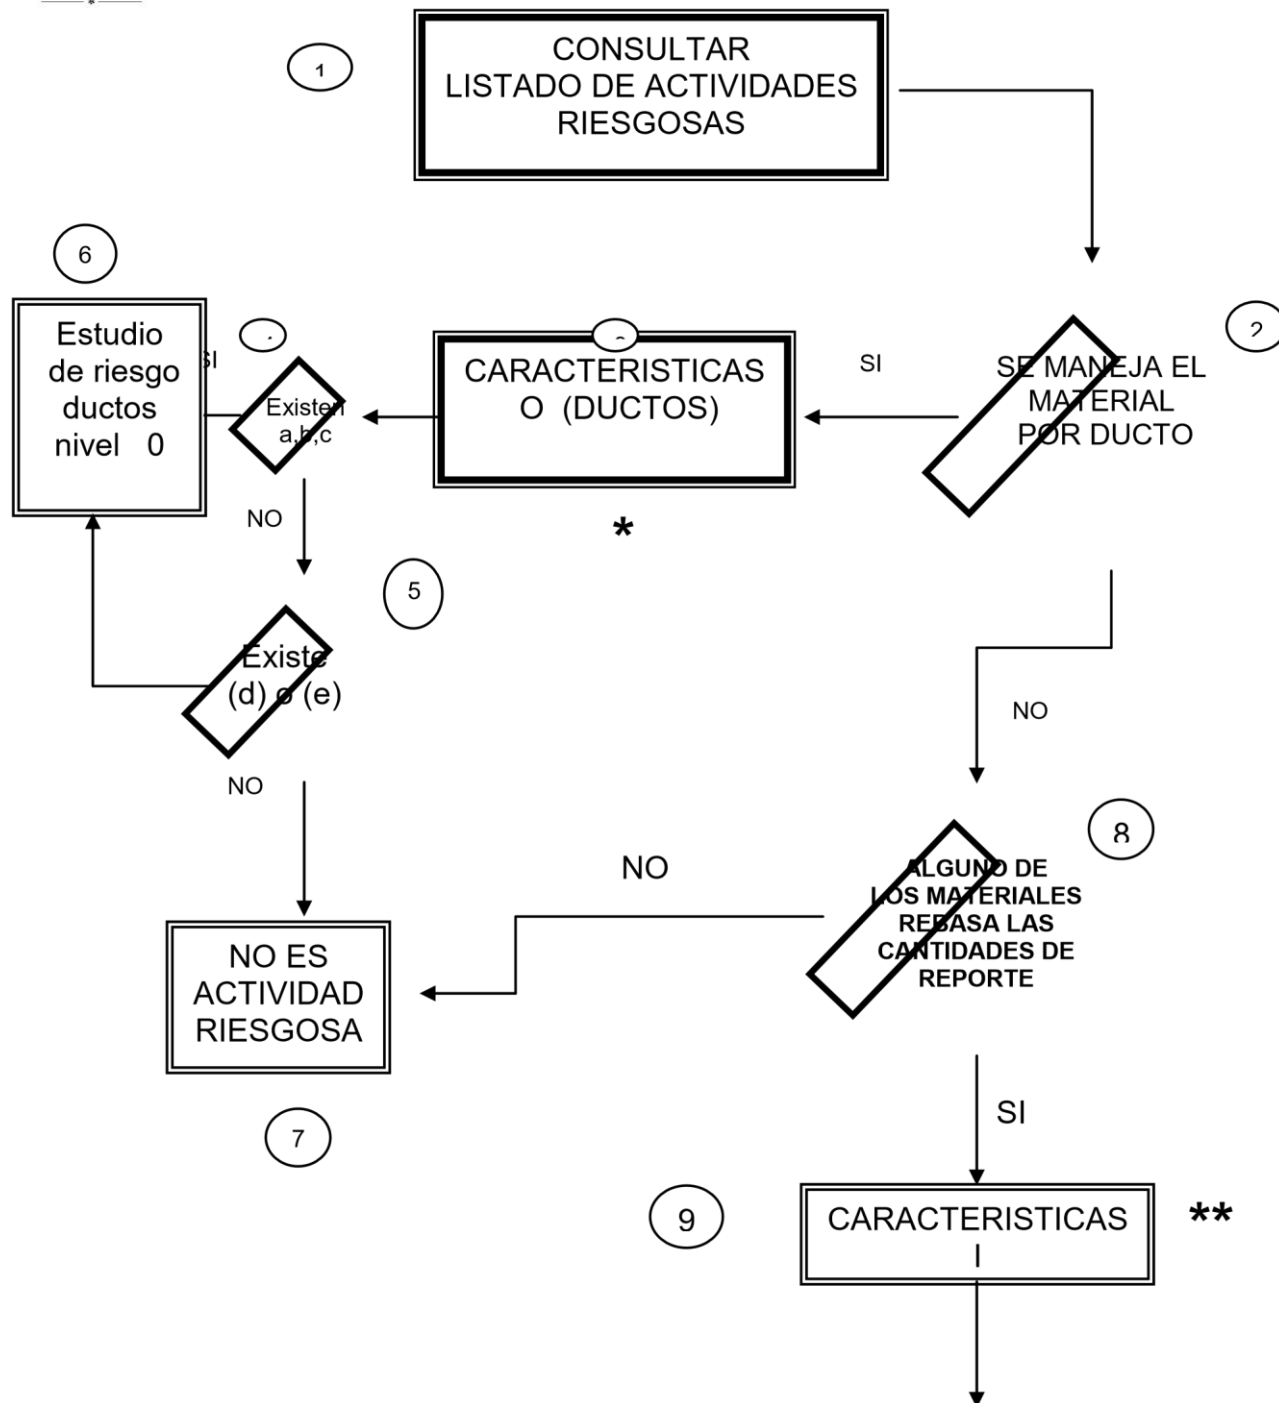 *
1
CONSULTAR
LISTADO DE ACTIVIDADES
RIESGOSAS
6
2
Estudio
de riesgo
ductos
nivel 0
SI
Existen
a,b,c
CARACTERISTICAS
O (DUCTOS)
*
SI
SE MANEJA EL
MATERIAL
POR DUCTO
NO
5
Existe
(d) o (e)
NO
NO
8
NO
ALGUNO DE
LOS MATERIALES
REBASA LAS
CANTIDADES DE
REPORTE
NO ES
ACTIVIDAD
RIESGOSA
7
SI
9
CARACTERISTICAS
I
**